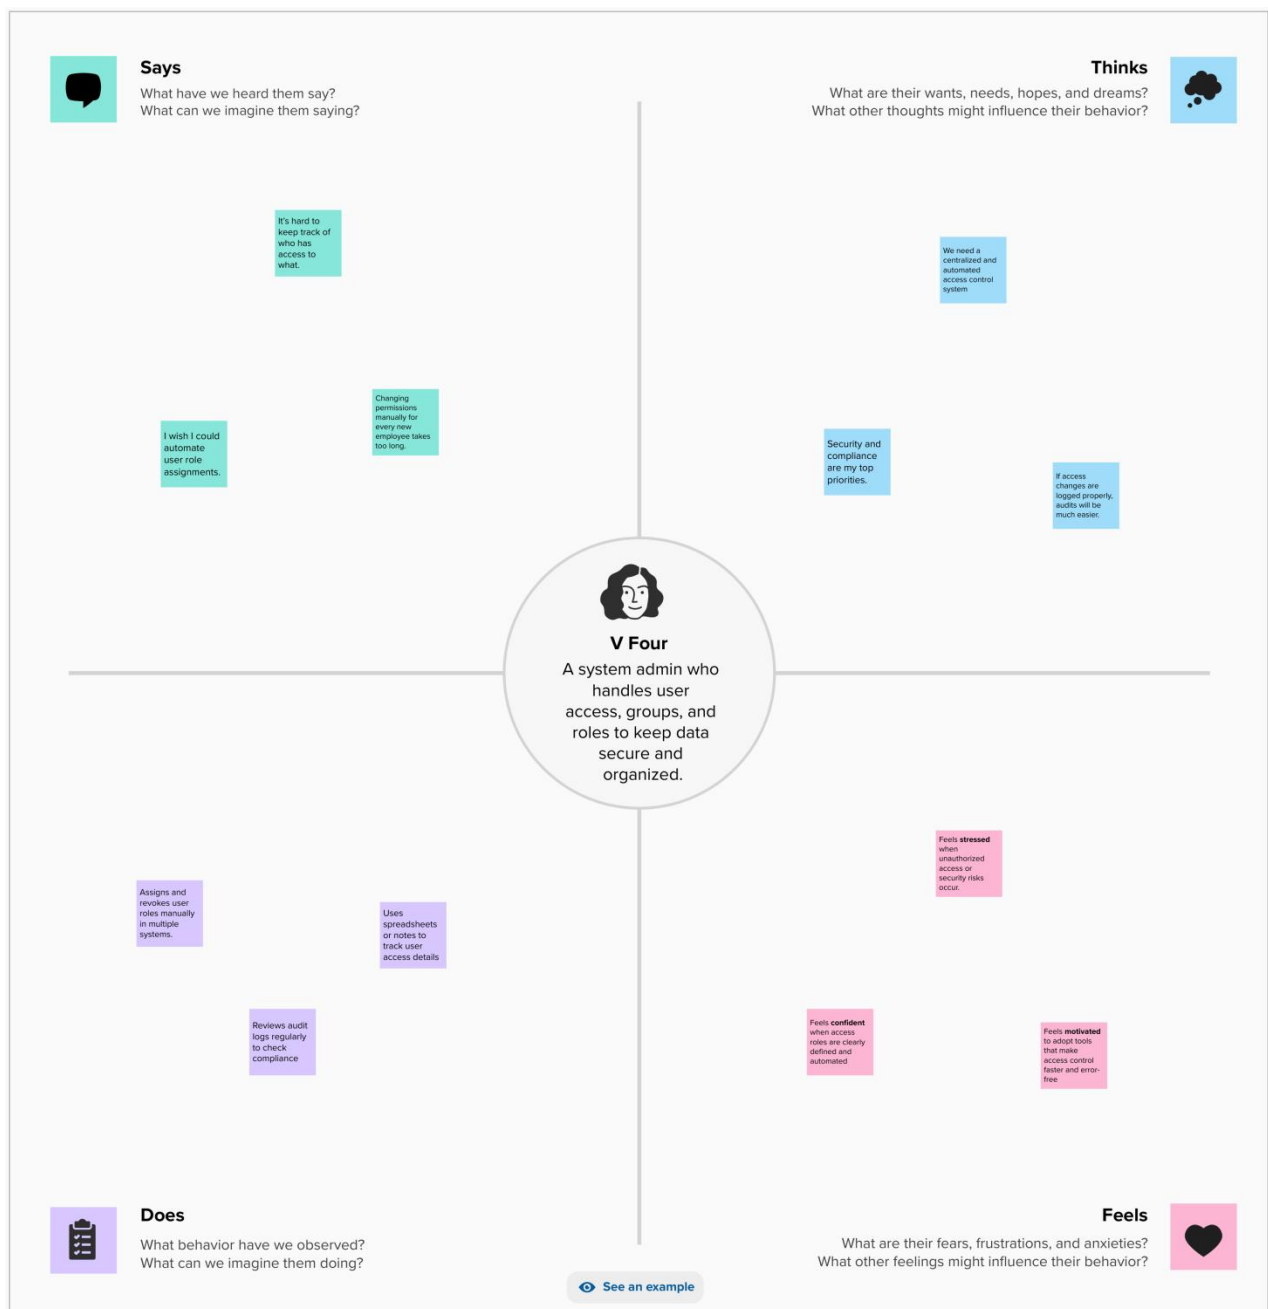 Says
What have we heard them say?
What can we imagine them saying?
Thinks
What are their wants, needs, hopes, and dreams?
What other thoughts might influence their behavior?
It's hard to
keep track of
who has
access to
what.
I wish I could
automate
user role
assignments.
Changing
permissions
manually for
every new
employee takes
too long.
We need a
centralized and
automated
access control
system
Security and
compliance
are my top
priorities.
If access
changes are
logged properly,
audits will be
much easier.
V Four
A system admin who
handles user
access, groups, and
roles to keep data
secure and
organized.
Assigns and
revokes user
roles manually
in multiple
systems.
Uses
spreadsheets
or notes to
track user
access details
Reviews audit
logs regularly
to check
compliance
Feels stressed
when
unauthorized
access or
security risks
occur.
Feels confident
when access
roles are clearly
defined and
automated
Feels motivated
to adopt tools
that make
access control
faster and error-
free
Does
What behavior have we observed?
What can we imagine them doing?
Feels
What are their fears, frustrations, and anxieties?
What other feelings might influence their behavior?
See an example